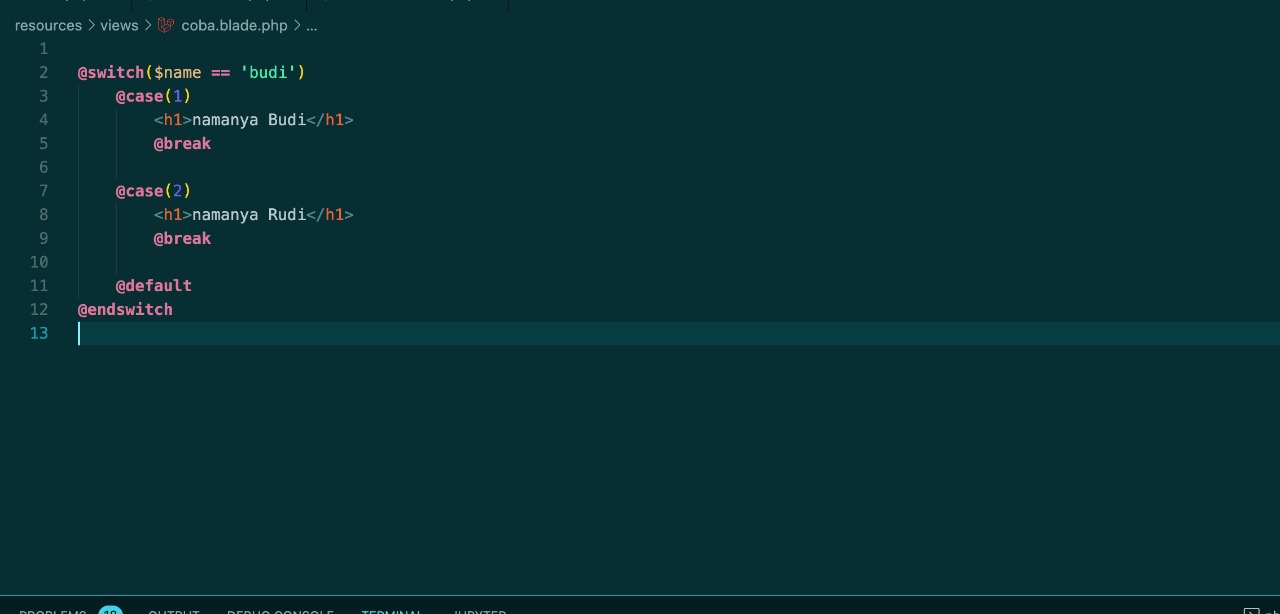 resources > views > coba.blade.php > ...
1
2 @switch($name == 'budi')
3 @case(1)
4 <h1>namanya Budi</h1>
5 @break
6
7 @case(2)
8 <h1>namanya Rudi</h1>
9 @break
10
11 @default
12 @endswitch
13
PROBLEMS OUTPUT DEBUG CONSOLE TERMINAL JUPYTER